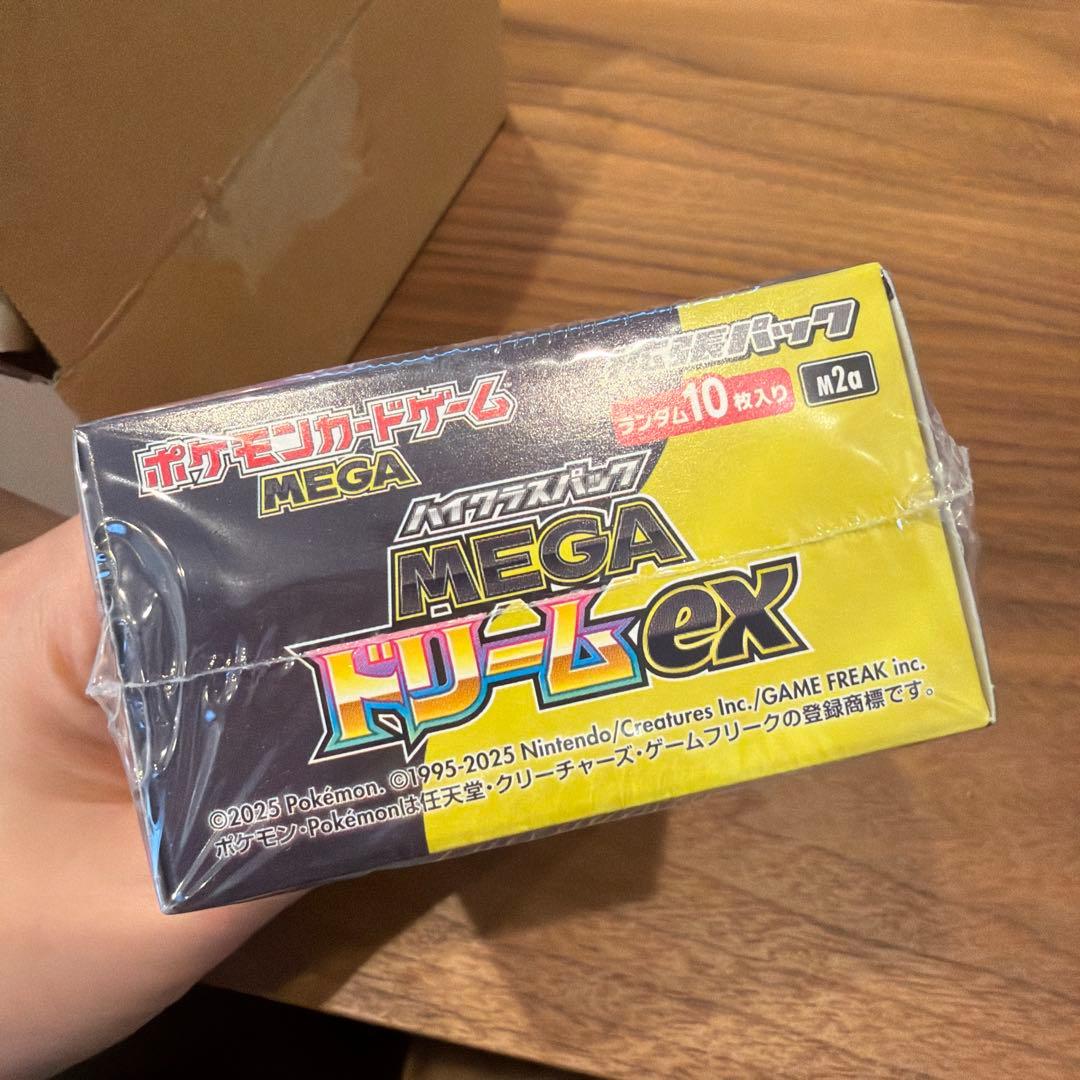 ポケモンカードゲーム
MEGA
拡張パック
ランダム10枚入り
M2a
ハイクラスパック
MEGA
ドリームex
©2025 Pokémon. ©1995-2025 Nintendo/Creatures Inc./GAME FREAK inc.
ポケモン・Pokémonは任天堂・クリーチャーズ・ゲームフリークの登録商標です。